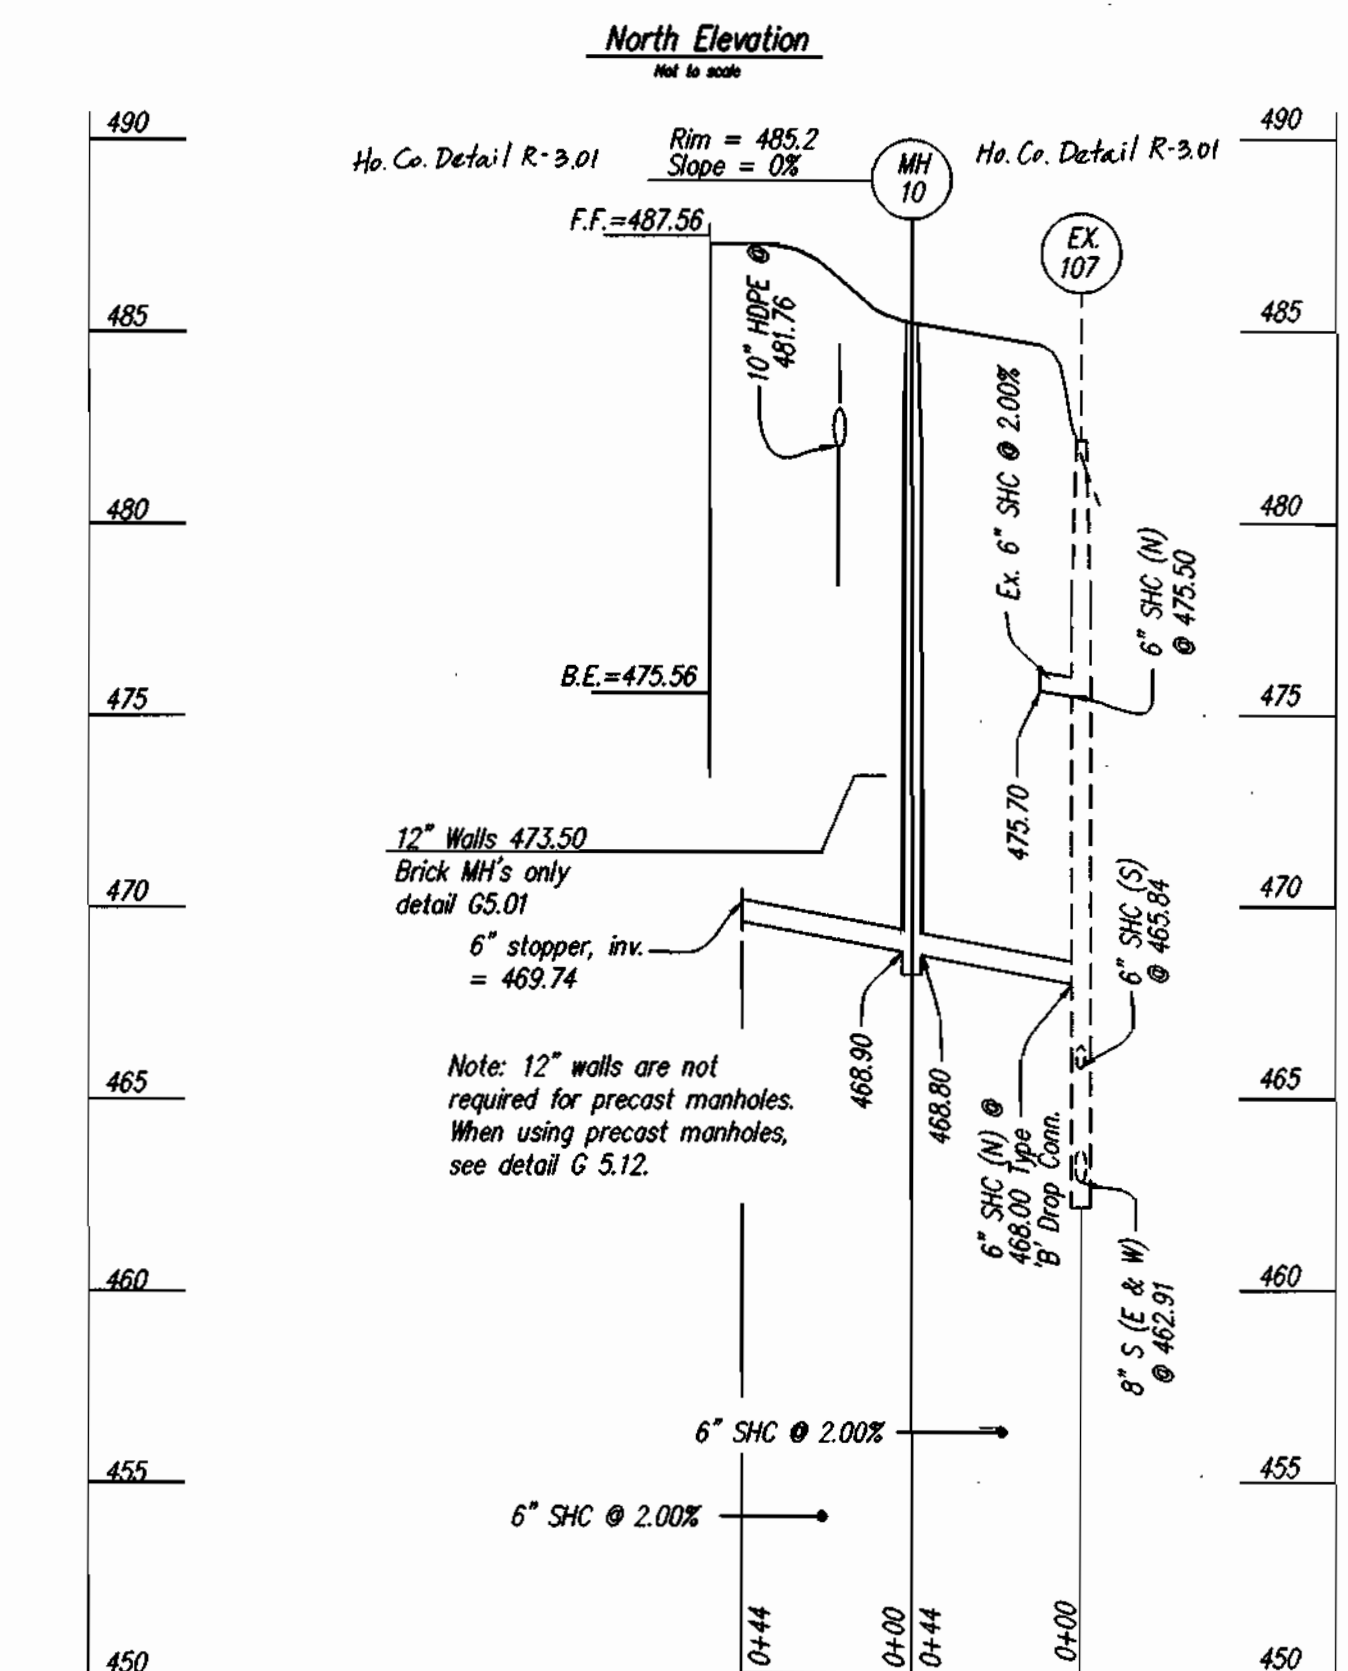 North Elevation
Not to scale
490
490
Ho. Co. Detail R-3.01
Rim = 485.2
Slope = 0%
MH
10
Ho. Co. Detail R-3.01
F.F.=487.56
EX.
107
10" HDPE @
481.76
485
485
Ex. 6" SHC @ 2.00%
480
480
6" SHC (N)
@ 475.50
B.E.=475.56
475
475
475.70
12" Walls 473.50
Brick MH's only
detail G5.01
470
470
6" SHC (S)
@ 465.84
6" stopper, inv.
= 469.74
468.90
468.80
Note: 12" walls are not
required for precast manholes.
When using precast manholes,
see detail G 5.12.
465
465
6" SHC (N) @
468.00 Type
'B' Drop Conn.
460
460
8" S (E & W)
@ 462.91
6" SHC @ 2.00%
455
455
6" SHC @ 2.00%
0+44
0+00
0+44
0+00
450
450